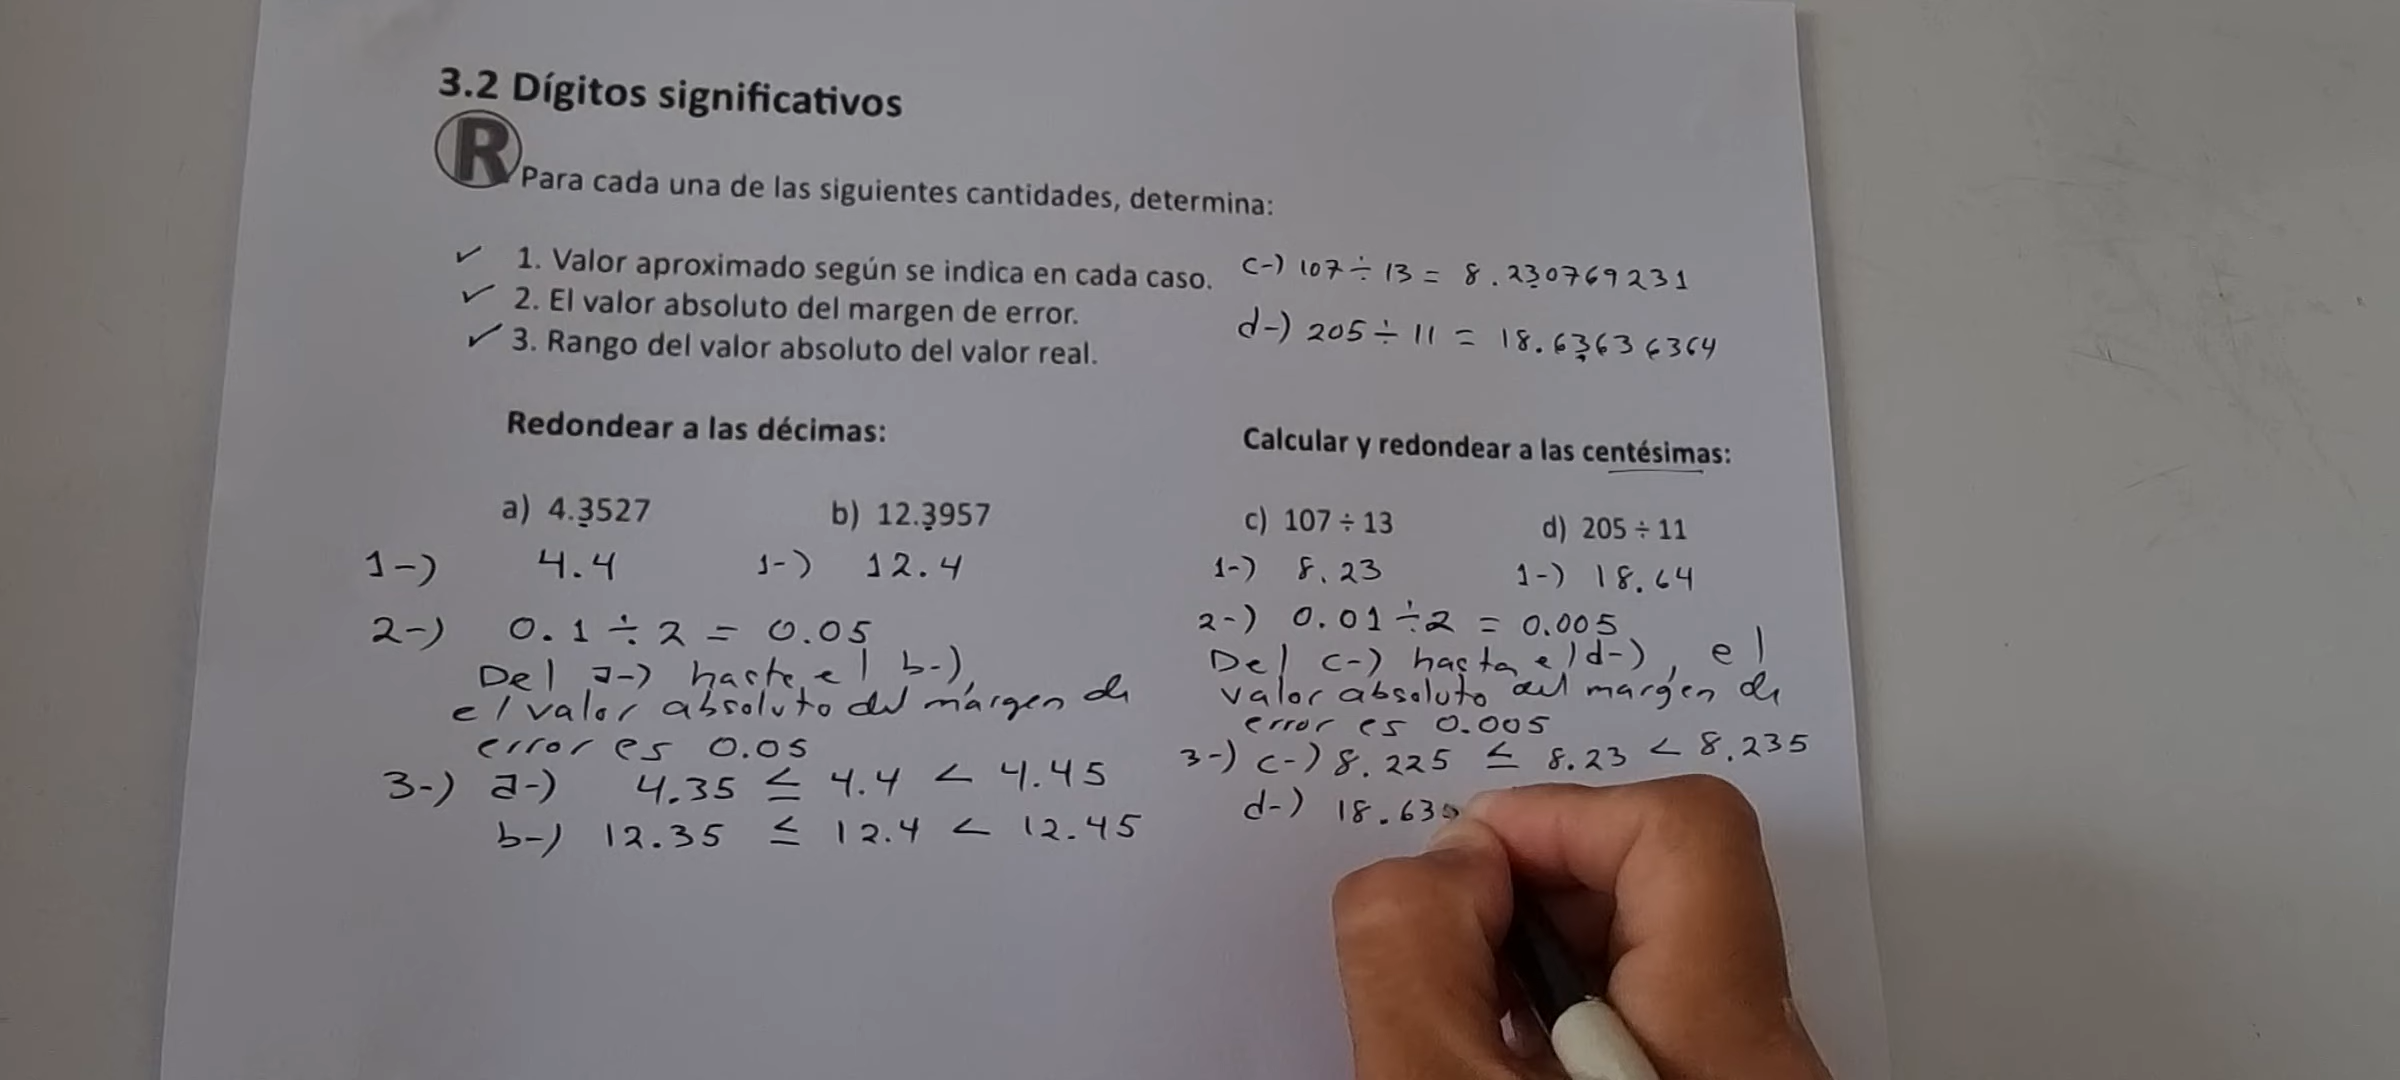 3.2 Dígitos significativos
R
Para cada una de las siguientes cantidades, determina:
✓ 1. Valor aproximado según se indica en cada caso.
✓ 2. El valor absoluto del margen de error.
✓ 3. Rango del valor absoluto del valor real.
c-) 107 ÷ 13 = 8.230769231
d-) 205 ÷ 11 = 18.63636364
Redondear a las décimas:
a) 4.3527 b) 12.3957
1-) 4.4 1-) 12.4
2-) 0.1 ÷ 2 = 0.05
Del a-) hasta el b-),
el valor absoluto del márgen de
error es 0.05
3-) a-) 4.35 ≤ 4.4 < 4.45
b-) 12.35 ≤ 12.4 < 12.45
Calcular y redondear a las centésimas:
c) 107 ÷ 13 d) 205 ÷ 11
1-) 8.23 1-) 18.64
2-) 0.01 ÷ 2 = 0.005
Del c-) hasta el d-), el
valor absoluto del margen de
error es 0.005
3-) c-) 8.225 ≤ 8.23 < 8.235
d-) 18.63